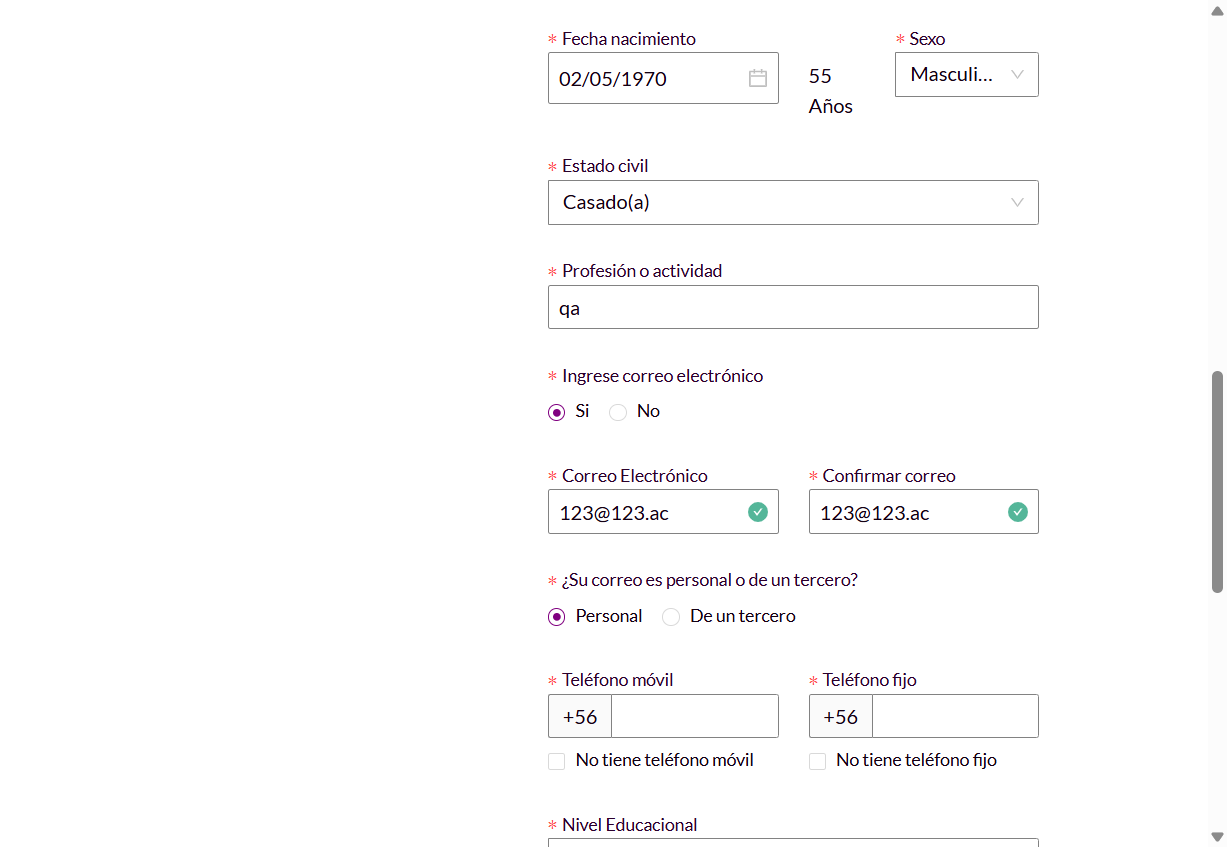 * Fecha nacimiento
* Sexo
02/05/1970
55
Años
Masculi...
* Estado civil
Casado(a)
* Profesión o actividad
qa
* Ingrese correo electrónico
Si
No
* Correo Electrónico
* Confirmar correo
123@123.ac
123@123.ac
* ¿Su correo es personal o de un tercero?
Personal
De un tercero
* Teléfono móvil
* Teléfono fijo
+56
+56
No tiene teléfono móvil
No tiene teléfono fijo
* Nivel Educacional